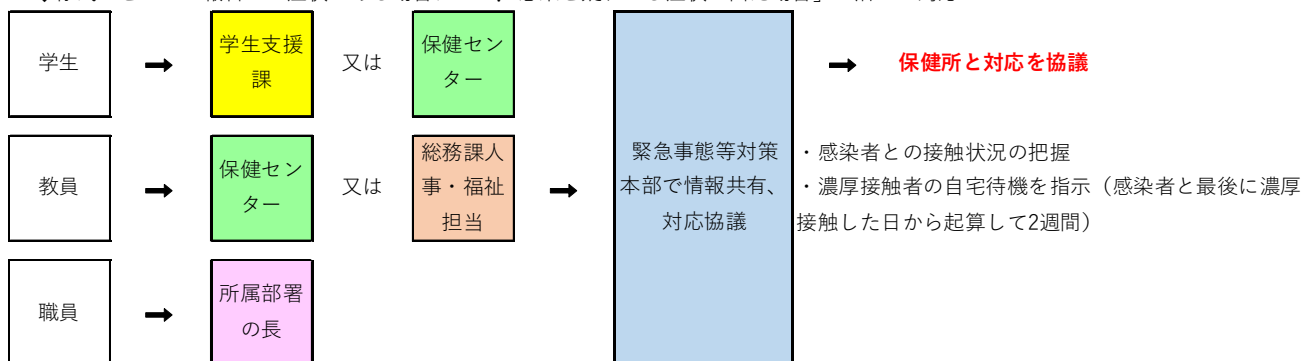 学生 → 学生支援課 又は 保健センター → 保健所と対応を協議
教員 → 保健センター 又は 総務課人事・福祉担当 →
緊急事態等対策
本部で情報共有、
対応協議
・感染者との接触状況の把握
・濃厚接触者の自宅待機を指示（感染者と最後に濃厚
接触した日から起算して2週間）
職員 → 所属部署の長